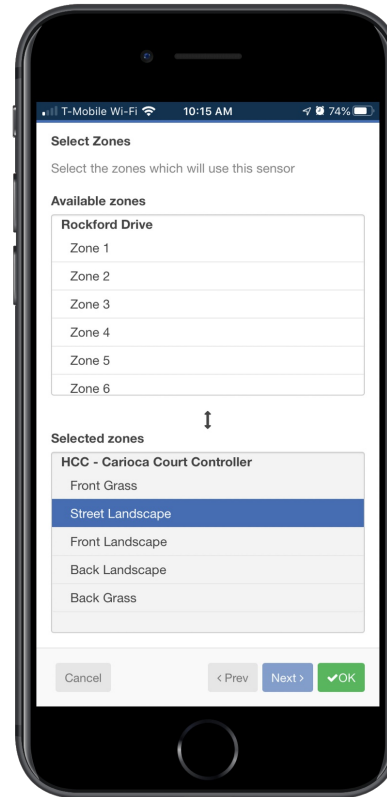 T-Mobile Wi-Fi 10:15 AM 74%
Select Zones
Select the zones which will use this sensor
Available zones
Rockford Drive
Zone 1
Zone 2
Zone 3
Zone 4
Zone 5
Zone 6
Selected zones
HCC - Carioca Court Controller
Front Grass
Street Landscape
Front Landscape
Back Landscape
Back Grass
Cancel < Prev Next > ✔OK